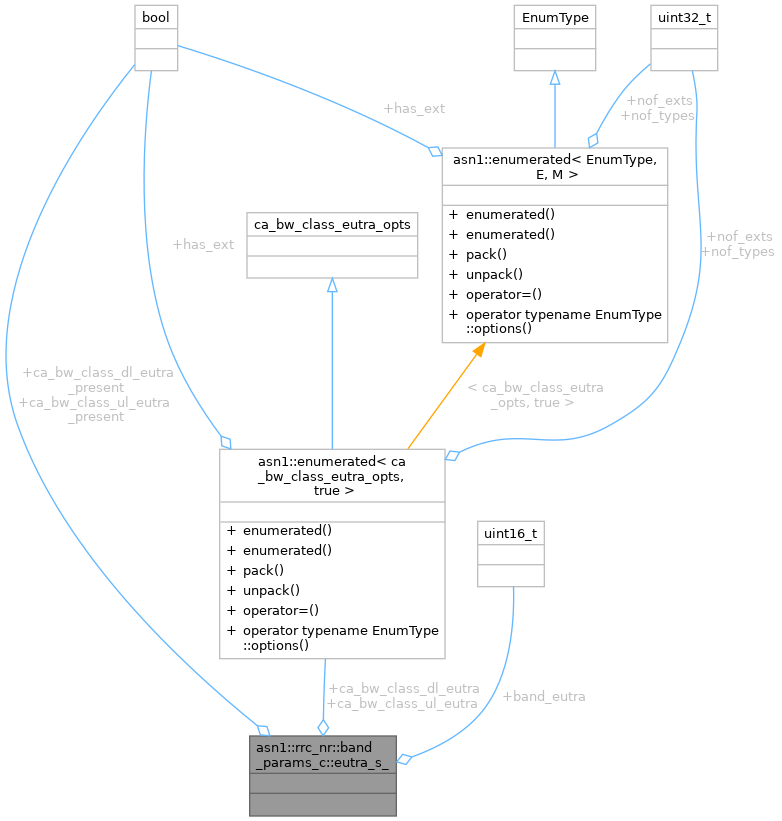 bool
EnumType
uint32_t
+has_ext
+nof_exts
+nof_types
asn1::enumerated< EnumType,
E, M >
+ enumerated()
+ enumerated()
+ pack()
+ unpack()
+ operator=()
+ operator typename EnumType
::options()
ca_bw_class_eutra_opts
+has_ext
+nof_exts
+nof_types
+ca_bw_class_dl_eutra
_present
+ca_bw_class_ul_eutra
_present
< ca_bw_class_eutra
_opts, true >
asn1::enumerated< ca
_bw_class_eutra_opts,
true >
+ enumerated()
+ enumerated()
+ pack()
+ unpack()
+ operator=()
+ operator typename EnumType
::options()
uint16_t
+ca_bw_class_dl_eutra
+ca_bw_class_ul_eutra
+band_eutra
asn1::rrc_nr::band
_params_c::eutra_s_